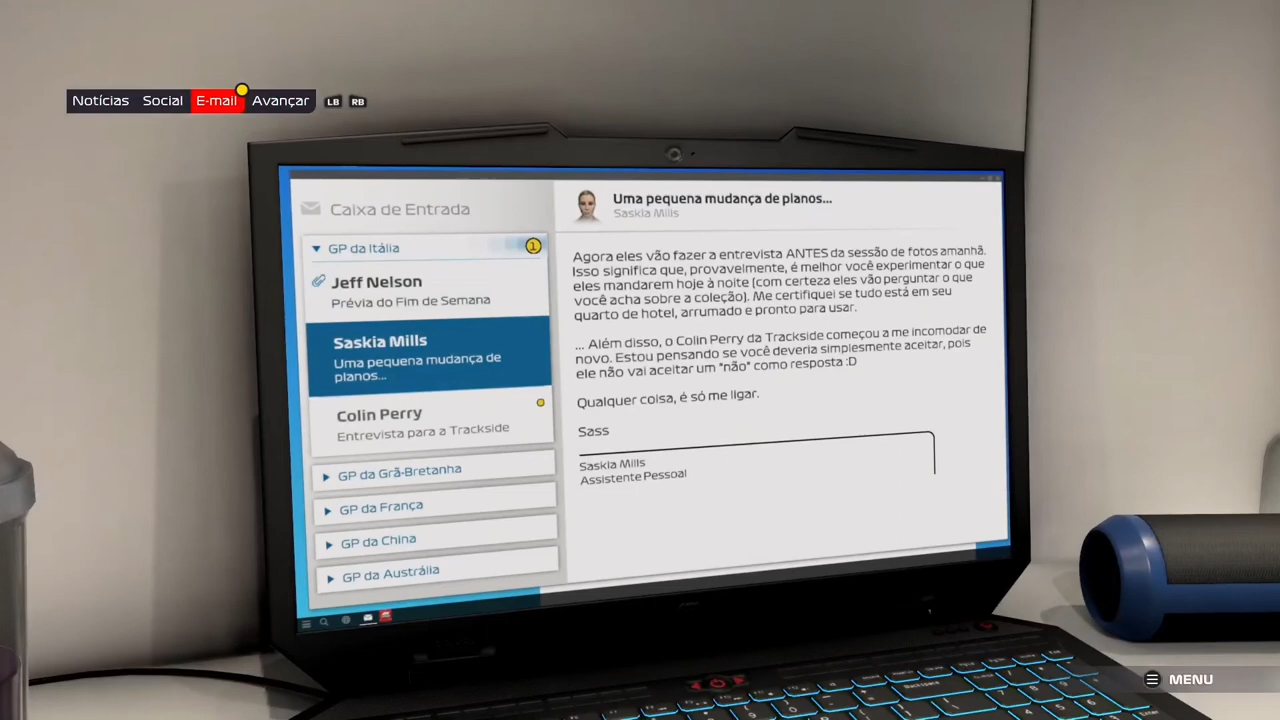 Notícias Social E-mail Avançar LB RB
Caixa de Entrada
GP da Itália 1
Jeff Nelson
Prévia do Fim de Semana
Saskia Mills
Uma pequena mudança de
planos...
Colin Perry
Entrevista para a Trackside
GP da Grã-Bretanha
GP da França
GP da China
GP da Austrália
Uma pequena mudança de planos...
Saskia Mills
Agora eles vão fazer a entrevista ANTES da sessão de fotos amanhã.
Isso significa que, provavelmente, é melhor você experimentar o que
eles mandarem hoje à noite (com certeza eles vão perguntar o que
você acha sobre a coleção). Me certifiquei se tudo está em seu
quarto de hotel, arrumado e pronto para usar.
... Além disso, o Colin Perry da Trackside começou a me incomodar de
novo. Estou pensando se você deveria simplesmente aceitar, pois
ele não vai aceitar um "não" como resposta :D
Qualquer coisa, é só me ligar.
Sass
Saskia Mills
Assistente Pessoal
MENU